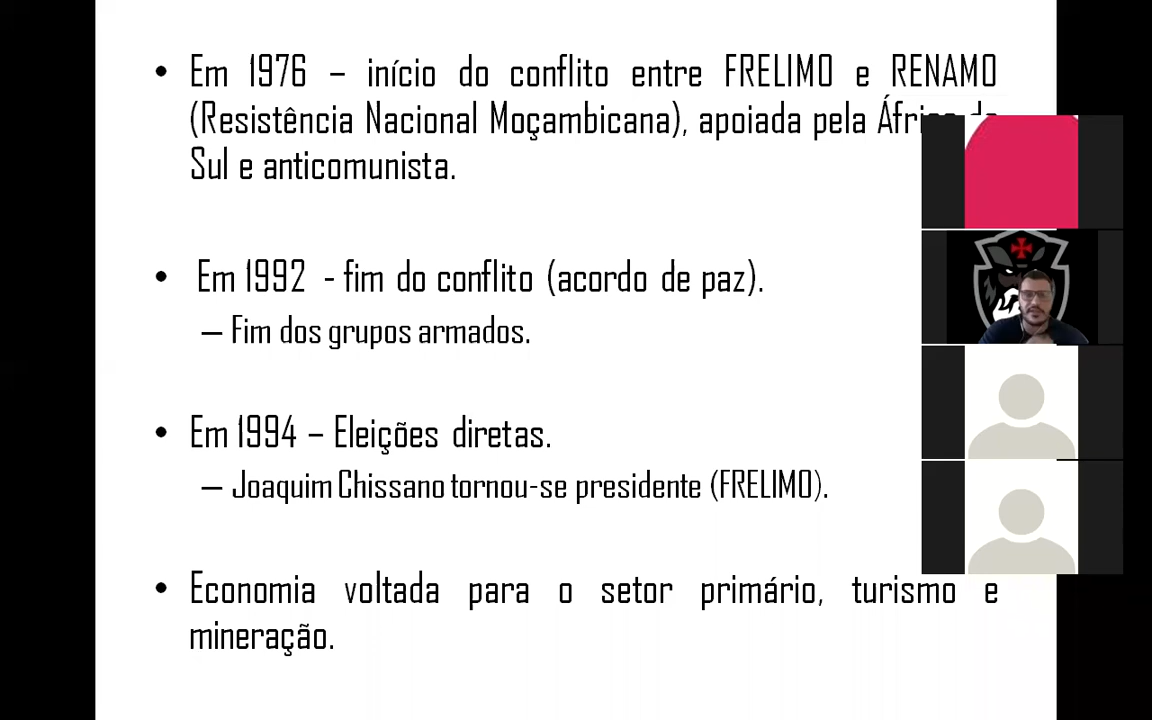 • Em 1976 – início do conflito entre FRELIMO e RENAMO
(Resistência Nacional Moçambicana), apoiada pela
Sul e anticomunista.
• Em 1992 - fim do conflito (acordo de paz).
– Fim dos grupos armados.
• Em 1994 – Eleições diretas.
– Joaquim Chissano tornou-se presidente (FRELIMO).
• Economia voltada para o setor primário, turismo e
mineração.